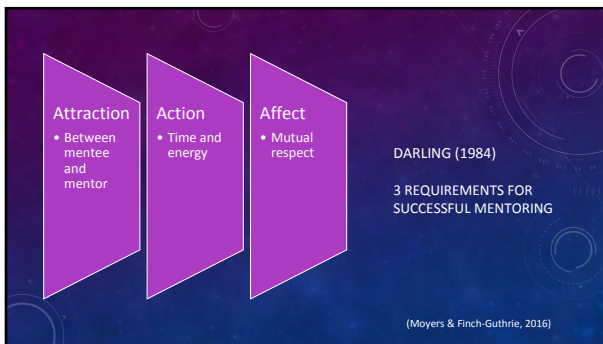 Attraction
• Between
mentee
and
mentor
Action
• Time and
energy
Affect
• Mutual
respect
DARLING (1984)
3 REQUIREMENTS FOR
SUCCESSFUL MENTORING
(Moyers & Finch-Guthrie, 2016)